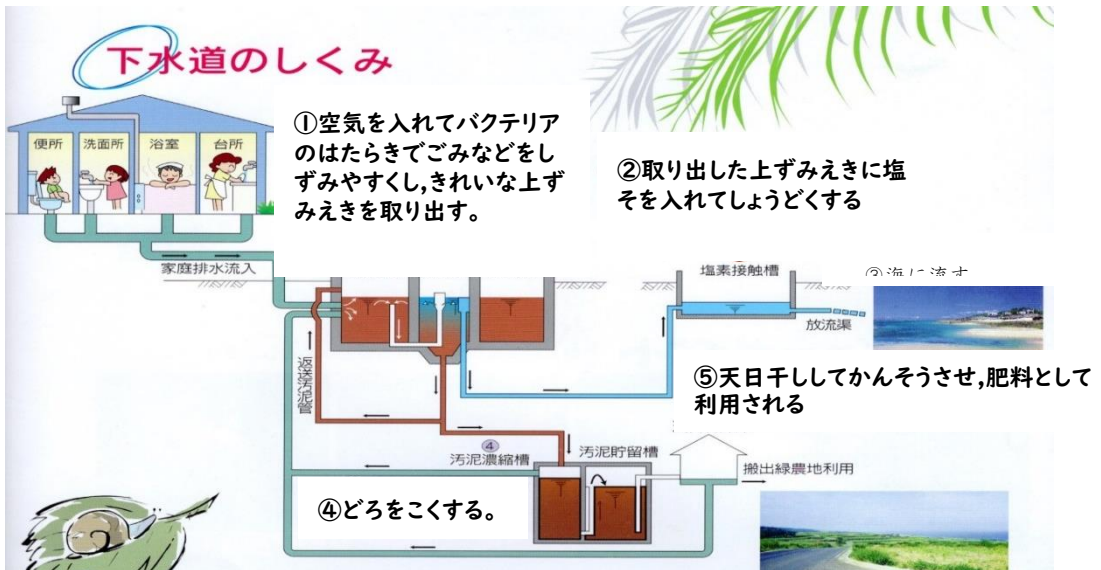 下水道のしくみ
便所
洗面所
浴室
台所
①空気を入れてバクテリア
のはたらきでごみなどをし
ずみやすくし,きれいな上ず
みえきを取り出す。
②取り出した上ずみえきに塩
そを入れてしょうどくする
家庭排水流入
塩素接触槽
③海に流す
放流渠
返送汚泥管
⑤天日干ししてかんそうさせ,肥料として
利用される
④
汚泥濃縮槽
汚泥貯留槽
搬出緑農地利用
④どろをこくする。